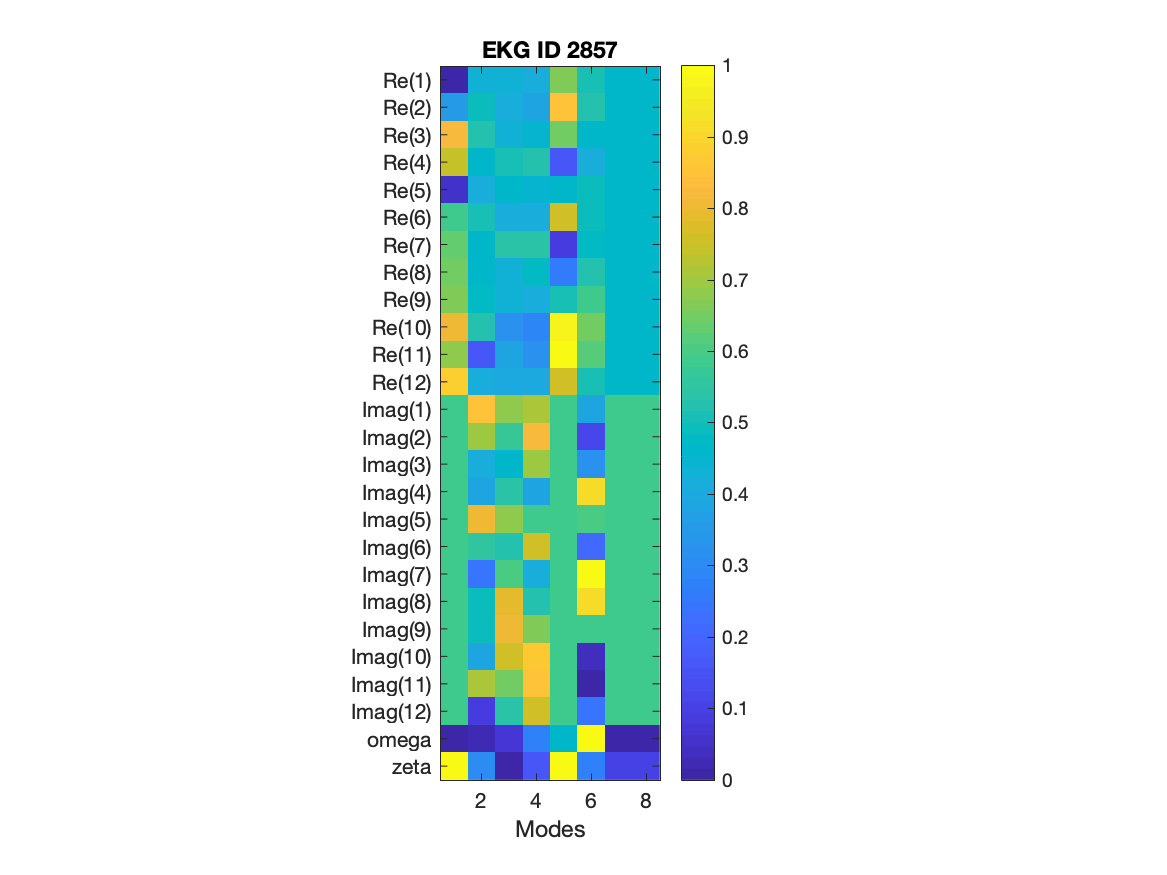 EKG ID 2857
Re(1)
Re(2)
Re(3)
Re(4)
Re(5)
Re(6)
Re(7)
Re(8)
Re(9)
Re(10)
Re(11)
Re(12)
Imag(1)
Imag(2)
Imag(3)
Imag(4)
Imag(5)
Imag(6)
Imag(7)
Imag(8)
Imag(9)
Imag(10)
Imag(11)
Imag(12)
omega
zeta
2 4 6 8
Modes
1
0.9
0.8
0.7
0.6
0.5
0.4
0.3
0.2
0.1
0